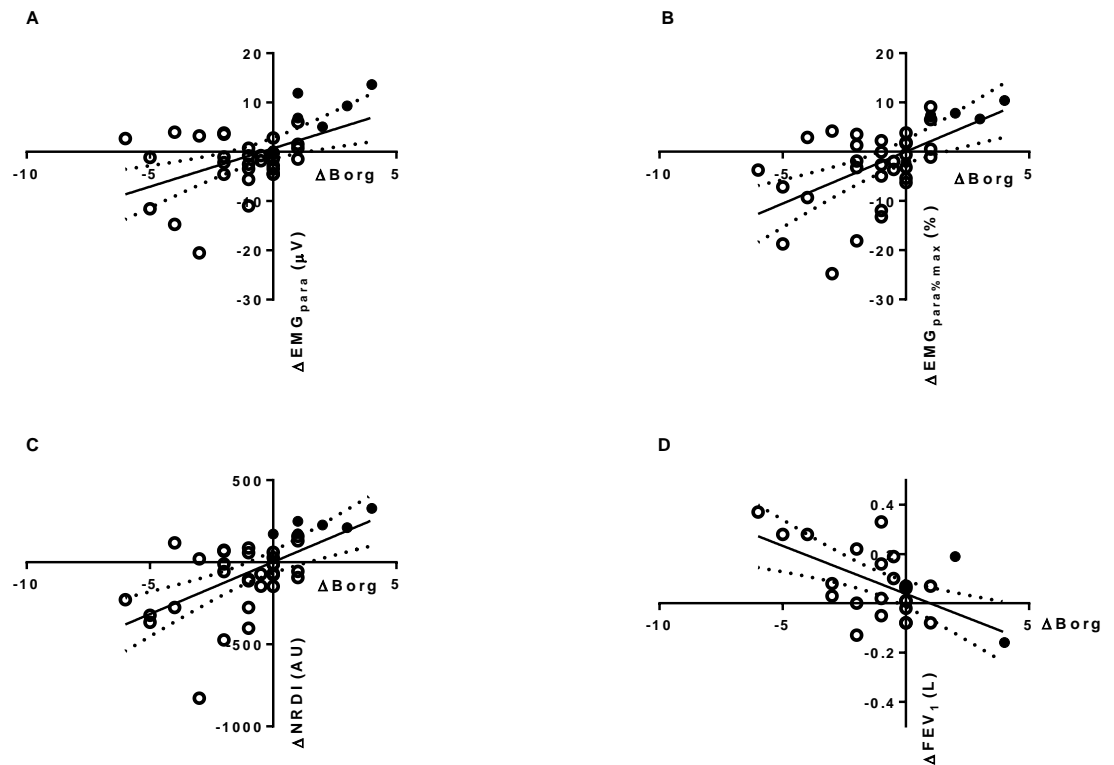 A
20
10
-10
-5
5
ΔBorg
-10
-20
-30
ΔEMGpara (μV)
B
20
10
-10
-5
5
ΔBorg
-10
-20
-30
ΔEMGpara%max (%)
C
500
-10
-5
5
ΔBorg
-500
-1000
ΔNRDI (AU)
D
0.4
0.2
-10
-5
5
ΔBorg
-0.2
-0.4
ΔFEV1 (L)